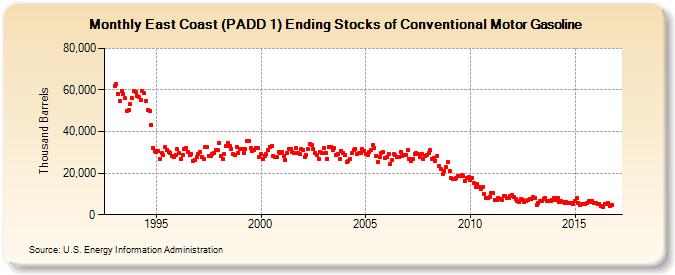 Monthly East Coast (PADD 1) Ending Stocks of Conventional Motor Gasoline
Thousand Barrels
80,000
60,000
40,000
20,000
0
1995 2000 2005 2010 2015
Source: U.S. Energy Information Administration